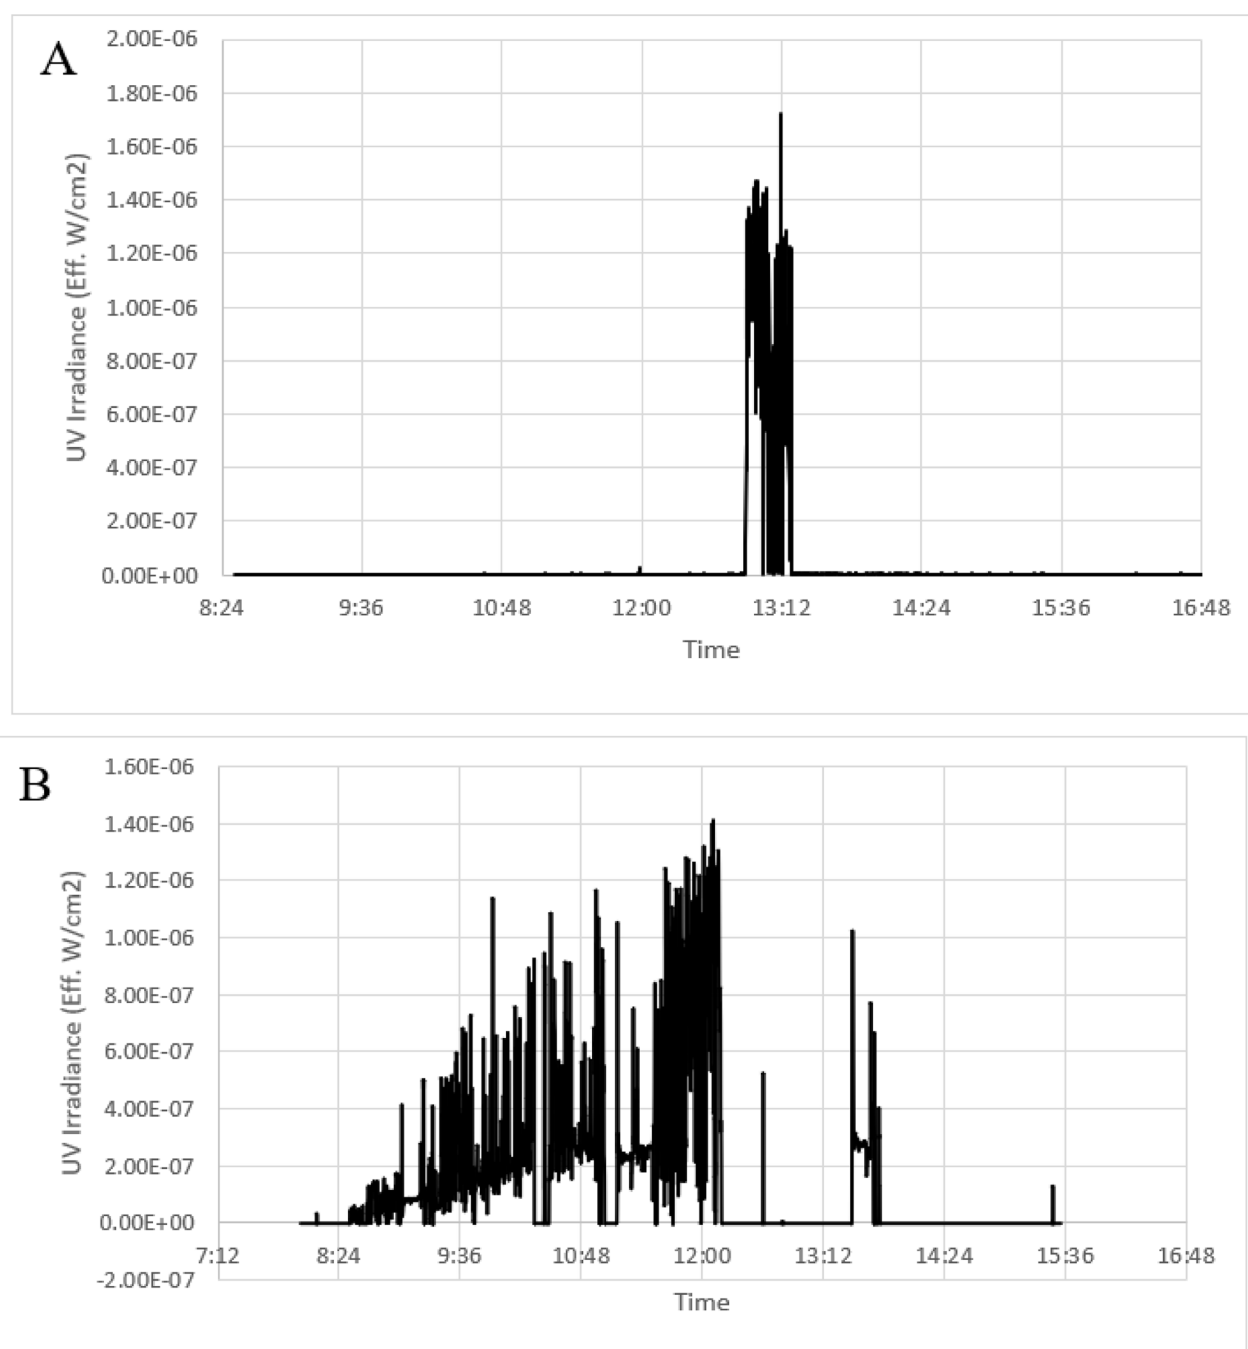 A
2.00E-06
1.80E-06
1.60E-06
1.40E-06
1.20E-06
1.00E-06
8.00E-07
6.00E-07
4.00E-07
2.00E-07
0.00E+00
UV Irradiance (Eff. W/cm2)
8:24 9:36 10:48 12:00 13:12 14:24 15:36 16:48
Time
B
1.60E-06
1.40E-06
1.20E-06
1.00E-06
8.00E-07
6.00E-07
4.00E-07
2.00E-07
0.00E+00
-2.00E-07
UV Irradiance (Eff. W/cm2)
7:12 8:24 9:36 10:48 12:00 13:12 14:24 15:36 16:48
Time